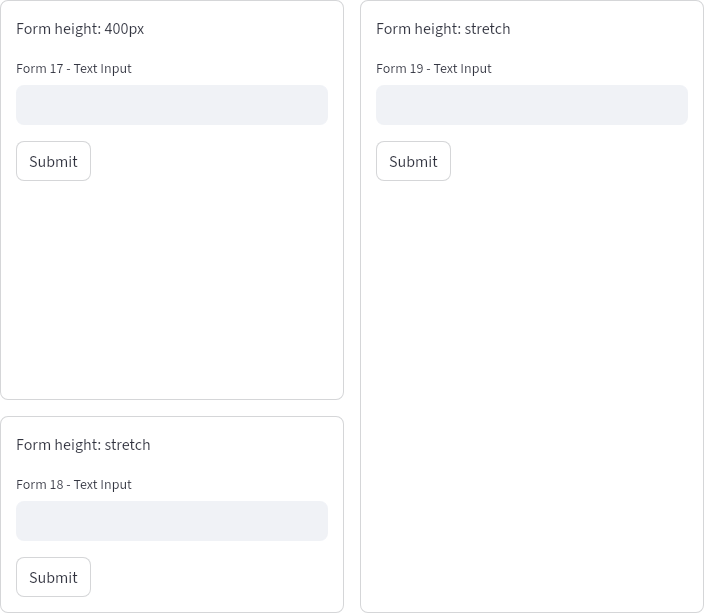 Form height: 400px
Form 17 - Text Input
Submit
Form height: stretch
Form 18 - Text Input
Submit
Form height: stretch
Form 19 - Text Input
Submit